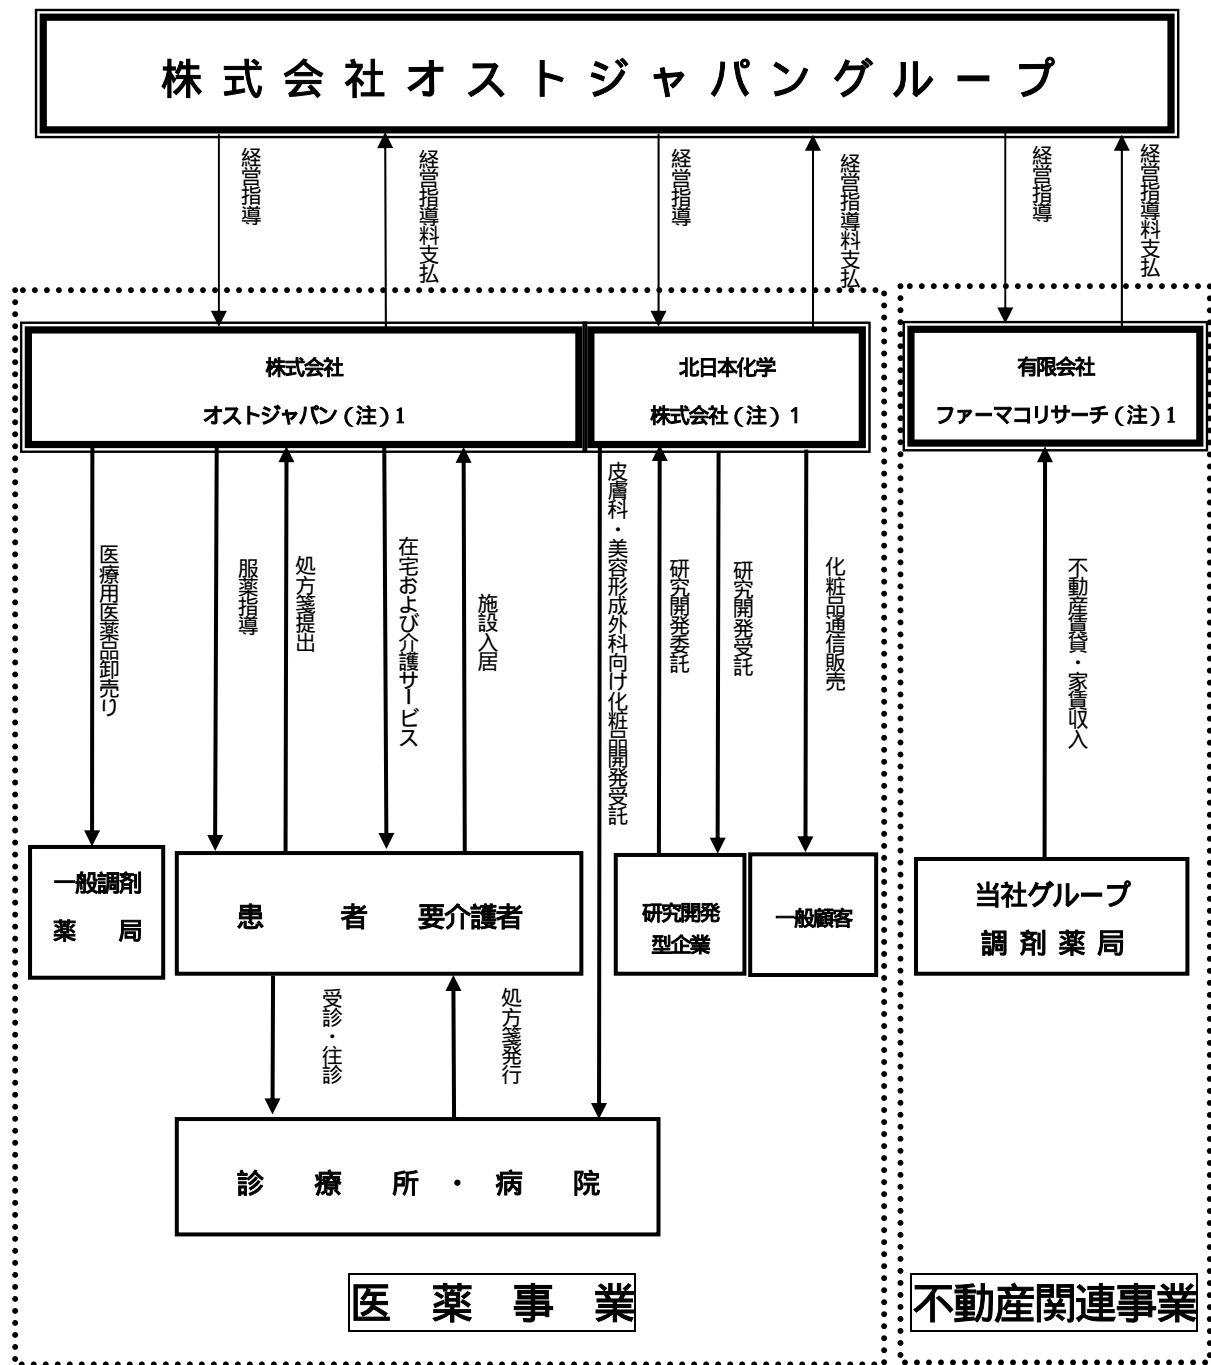 株式会社オストジャパングループ
経営指導
経営指導料支払
経営指導
経営指導料支払
経営指導
経営指導料支払
株式会社
オストジャパン(注)1
北日本化学
株式会社(注)1
有限会社
ファーマコリサーチ(注)1
医療用医薬品卸売り
服薬指導
処方箋提出
在宅および介護サービス
施設入居
皮膚科・美容形成外科向け化粧品開発受託
研究開発委託
研究開発受託
化粧品通信販売
不動産賃貸・家賃収入
一般調剤
薬 局
患 者 要介護者
研究開発
型企業
一般顧客
当社グループ
調剤薬局
受診・往診
処方箋発行
診療所・病院
医薬事業
不動産関連事業